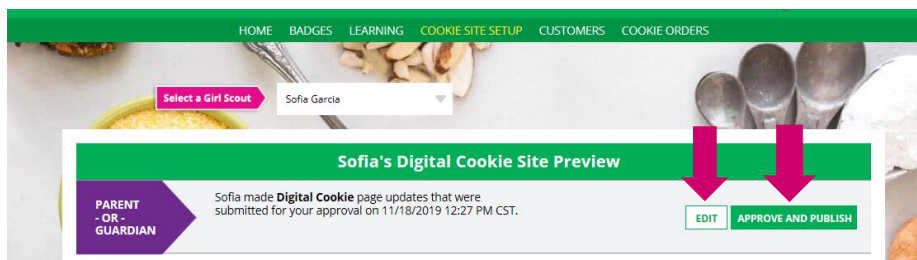 HOME BADGES LEARNING COOKIE SITE SETUP CUSTOMERS COOKIE ORDERS
Select a Girl Scout Sofia Garcia
Sofia's Digital Cookie Site Preview
PARENT
- OR -
GUARDIAN
Sofia made Digital Cookie page updates that were
submitted for your approval on 11/18/2019 12:27 PM CST.
EDIT APPROVE AND PUBLISH